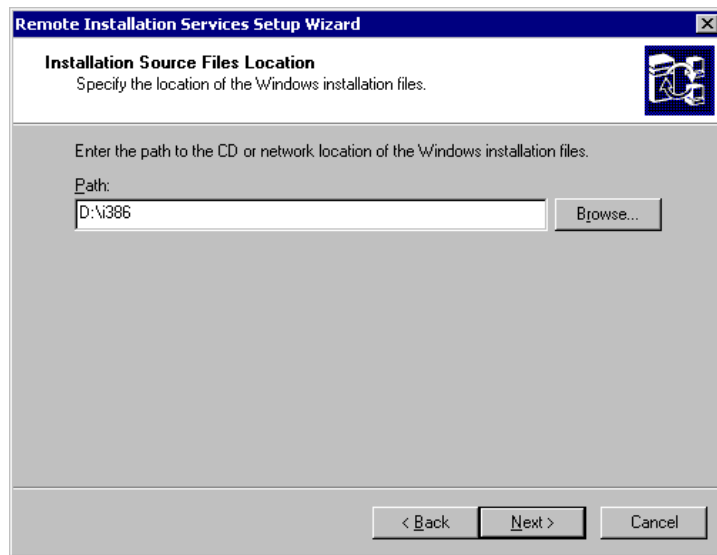 Remote Installation Services Setup Wizard
Installation Source Files Location
Specify the location of the Windows installation files.
Enter the path to the CD or network location of the Windows installation files.
Path:
D:\i386
Browse...
< Back
Next >
Cancel